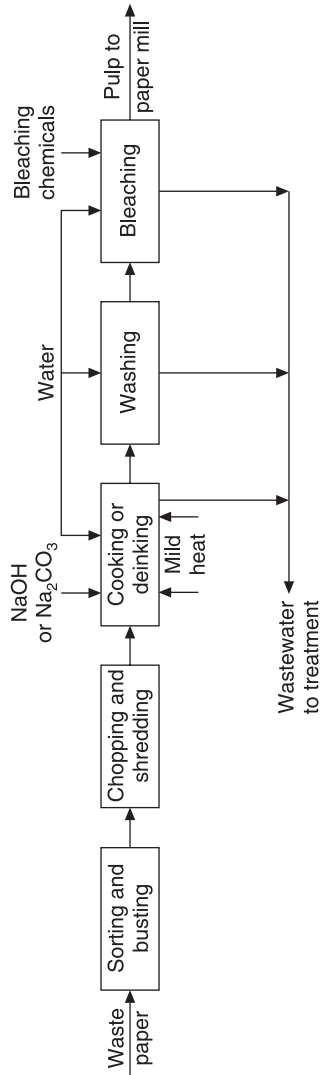 Waste
paper
Sorting and
busting
Chopping and
shredding
NaOH
or Na₂CO₃
Cooking or
deinking
Mild
heat
Water
Washing
Bleaching
chemicals
Bleaching
Pulp to
paper mill
Wastewater
to treatment